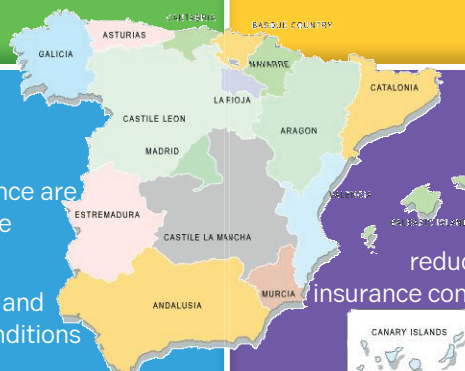 CANTABRIA
BASQUE COUNTRY
ASTURIAS
GALICIA
NAVARRE
CATALONIA
LA RIOJA
CASTILE LEON
ARAGON
MADRID
nce are
VALENCIA
ESTREMADURA
e
CASTILE LA MANCHA
reduc
MURCIA
insurance con
and
ANDALUSIA
nditions
CANARY ISLANDS